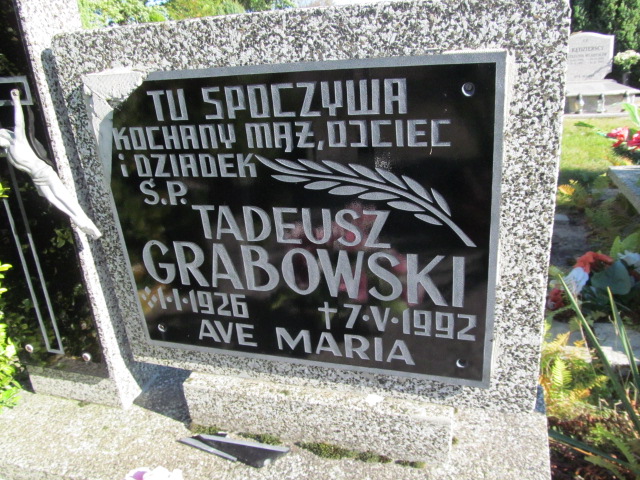 TU SPOCZYWA
KOCHANY MĄŻ, OJCIEC
i DZIADEK
Ś.P.
TADEUSZ
GRABOWSKI
* 1·I·1926 † 7·V·1992
AVE MARIA